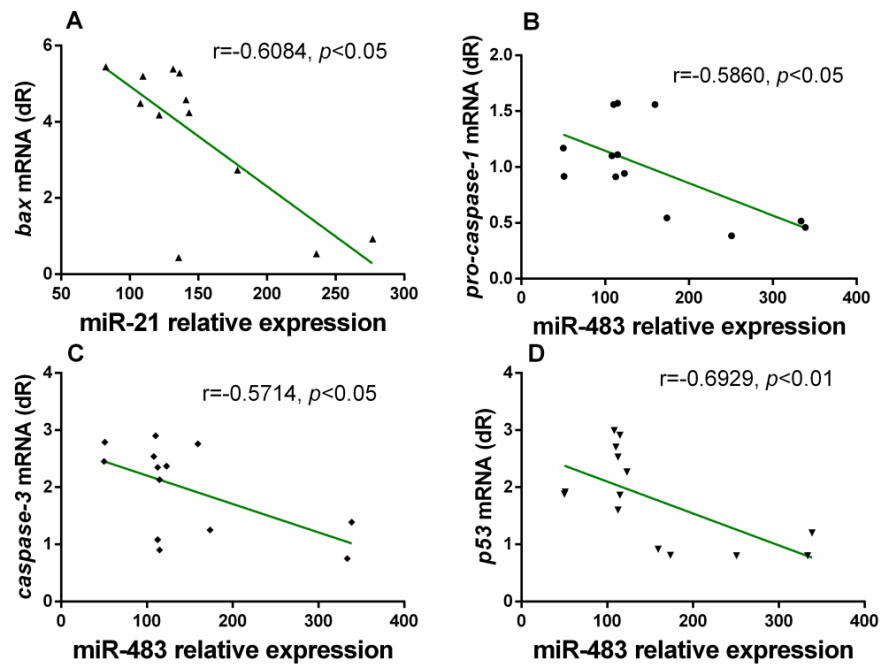 A
r=-0.6084, p<0.05
bax mRNA (dR)
6
4
2
0
50
100
150
200
250
300
miR-21 relative expression
B
r=-0.5860, p<0.05
pro-caspase-1 mRNA (dR)
2.0
1.5
1.0
0.5
0.0
0
100
200
300
400
miR-483 relative expression
C
r=-0.5714, p<0.05
caspase-3 mRNA (dR)
4
3
2
1
0
0
100
200
300
400
miR-483 relative expression
D
r=-0.6929, p<0.01
p53 mRNA (dR)
4
3
2
1
0
0
100
200
300
400
miR-483 relative expression